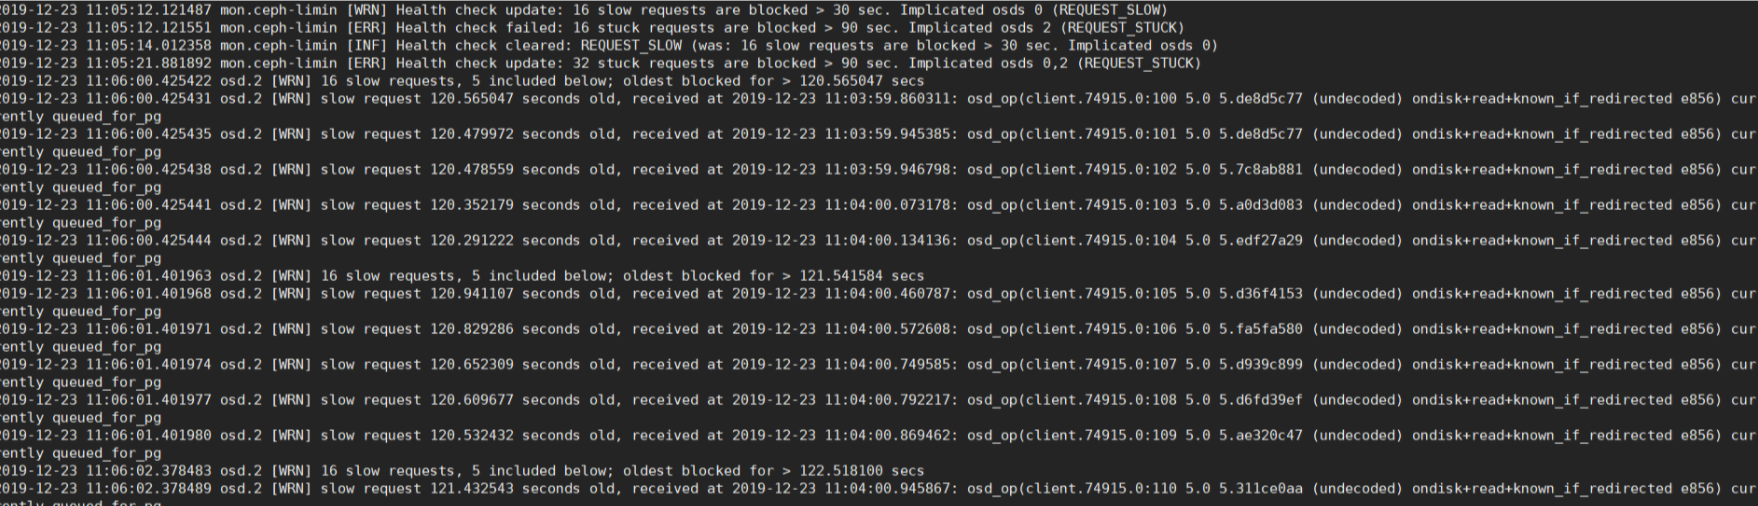 2019-12-23 11:05:12.121487 mon.ceph-limin [WRN] Health check update: 16 slow requests are blocked > 30 sec. Implicated osds 0 (REQUEST_SLOW)
2019-12-23 11:05:12.121551 mon.ceph-limin [ERR] Health check failed: 16 stuck requests are blocked > 90 sec. Implicated osds 2 (REQUEST_STUCK)
2019-12-23 11:05:14.012358 mon.ceph-limin [INF] Health check cleared: REQUEST_SLOW (was: 16 slow requests are blocked > 30 sec. Implicated osds 0)
2019-12-23 11:05:21.881892 mon.ceph-limin [ERR] Health check update: 32 stuck requests are blocked > 90 sec. Implicated osds 0,2 (REQUEST_STUCK)
2019-12-23 11:06:00.425422 osd.2 [WRN] 16 slow requests, 5 included below; oldest blocked for > 120.565047 secs
2019-12-23 11:06:00.425431 osd.2 [WRN] slow request 120.565047 seconds old, received at 2019-12-23 11:03:59.860311: osd_op(client.74915.0:100 5.0 5.de8d5c77 (undecoded) ondisk+read+known_if_redirected e856) cur
rently queued_for_pg
2019-12-23 11:06:00.425435 osd.2 [WRN] slow request 120.479972 seconds old, received at 2019-12-23 11:03:59.945385: osd_op(client.74915.0:101 5.0 5.de8d5c77 (undecoded) ondisk+read+known_if_redirected e856) cur
rently queued_for_pg
2019-12-23 11:06:00.425438 osd.2 [WRN] slow request 120.478559 seconds old, received at 2019-12-23 11:03:59.946798: osd_op(client.74915.0:102 5.0 5.7c8ab881 (undecoded) ondisk+read+known_if_redirected e856) cur
rently queued_for_pg
2019-12-23 11:06:00.425441 osd.2 [WRN] slow request 120.352179 seconds old, received at 2019-12-23 11:04:00.073178: osd_op(client.74915.0:103 5.0 5.a0d3d083 (undecoded) ondisk+read+known_if_redirected e856) cur
rently queued_for_pg
2019-12-23 11:06:00.425444 osd.2 [WRN] slow request 120.291222 seconds old, received at 2019-12-23 11:04:00.134136: osd_op(client.74915.0:104 5.0 5.edf27a29 (undecoded) ondisk+read+known_if_redirected e856) cur
rently queued_for_pg
2019-12-23 11:06:01.401963 osd.2 [WRN] 16 slow requests, 5 included below; oldest blocked for > 121.541584 secs
2019-12-23 11:06:01.401968 osd.2 [WRN] slow request 120.941107 seconds old, received at 2019-12-23 11:04:00.460787: osd_op(client.74915.0:105 5.0 5.d36f4153 (undecoded) ondisk+read+known_if_redirected e856) cur
rently queued_for_pg
2019-12-23 11:06:01.401971 osd.2 [WRN] slow request 120.829286 seconds old, received at 2019-12-23 11:04:00.572608: osd_op(client.74915.0:106 5.0 5.fa5fa580 (undecoded) ondisk+read+known_if_redirected e856) cur
rently queued_for_pg
2019-12-23 11:06:01.401974 osd.2 [WRN] slow request 120.652309 seconds old, received at 2019-12-23 11:04:00.749585: osd_op(client.74915.0:107 5.0 5.d939c899 (undecoded) ondisk+read+known_if_redirected e856) cur
rently queued_for_pg
2019-12-23 11:06:01.401977 osd.2 [WRN] slow request 120.609677 seconds old, received at 2019-12-23 11:04:00.792217: osd_op(client.74915.0:108 5.0 5.d6fd39ef (undecoded) ondisk+read+known_if_redirected e856) cur
rently queued_for_pg
2019-12-23 11:06:01.401980 osd.2 [WRN] slow request 120.532432 seconds old, received at 2019-12-23 11:04:00.869462: osd_op(client.74915.0:109 5.0 5.ae320c47 (undecoded) ondisk+read+known_if_redirected e856) cur
rently queued_for_pg
2019-12-23 11:06:02.378483 osd.2 [WRN] 16 slow requests, 5 included below; oldest blocked for > 122.518100 secs
2019-12-23 11:06:02.378489 osd.2 [WRN] slow request 121.432543 seconds old, received at 2019-12-23 11:04:00.945867: osd_op(client.74915.0:110 5.0 5.311ce0aa (undecoded) ondisk+read+known_if_redirected e856) cur
rently queued_for_pg